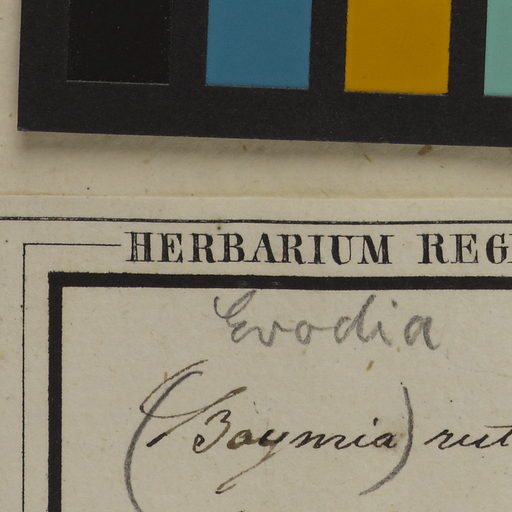 HERBARIUM REG
Evodia
(Boymia) rut